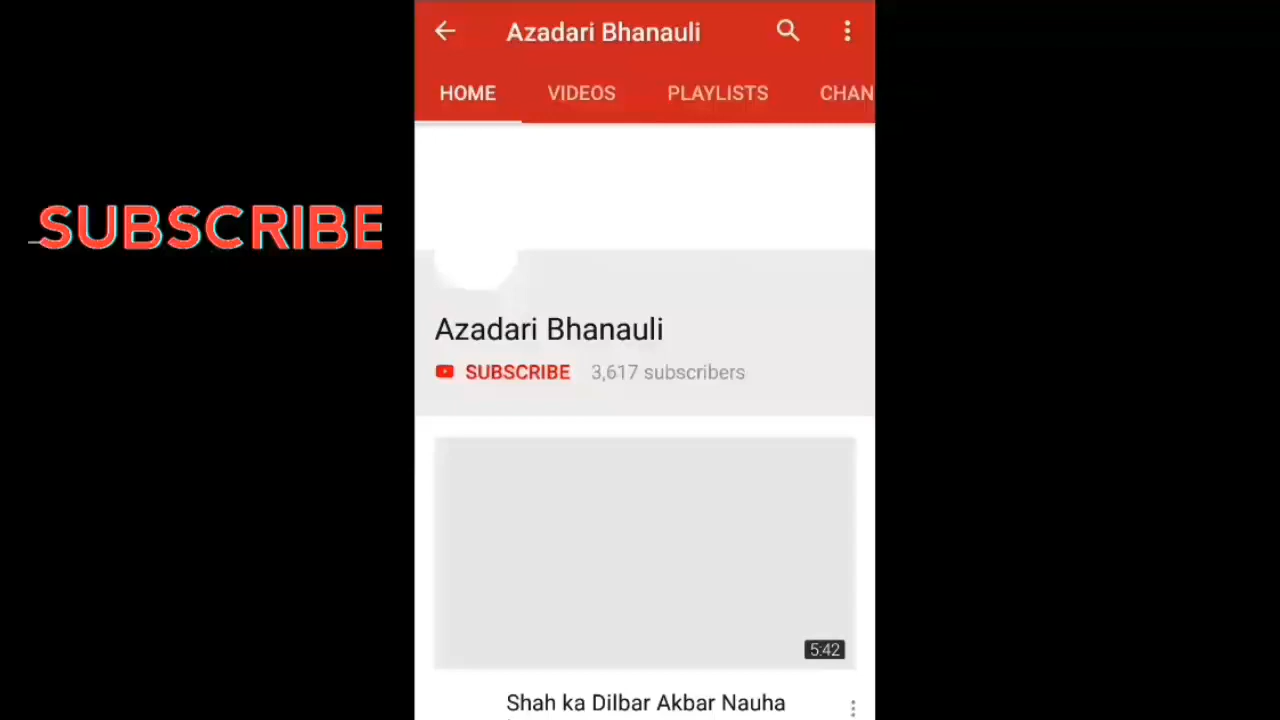 Azadari Bhanauli
HOME VIDEOS PLAYLISTS CHAN
SUBSCRIBE
Azadari Bhanauli
SUBSCRIBE 3,617 subscribers
5:42
Shah ka Dilbar Akbar Nauha